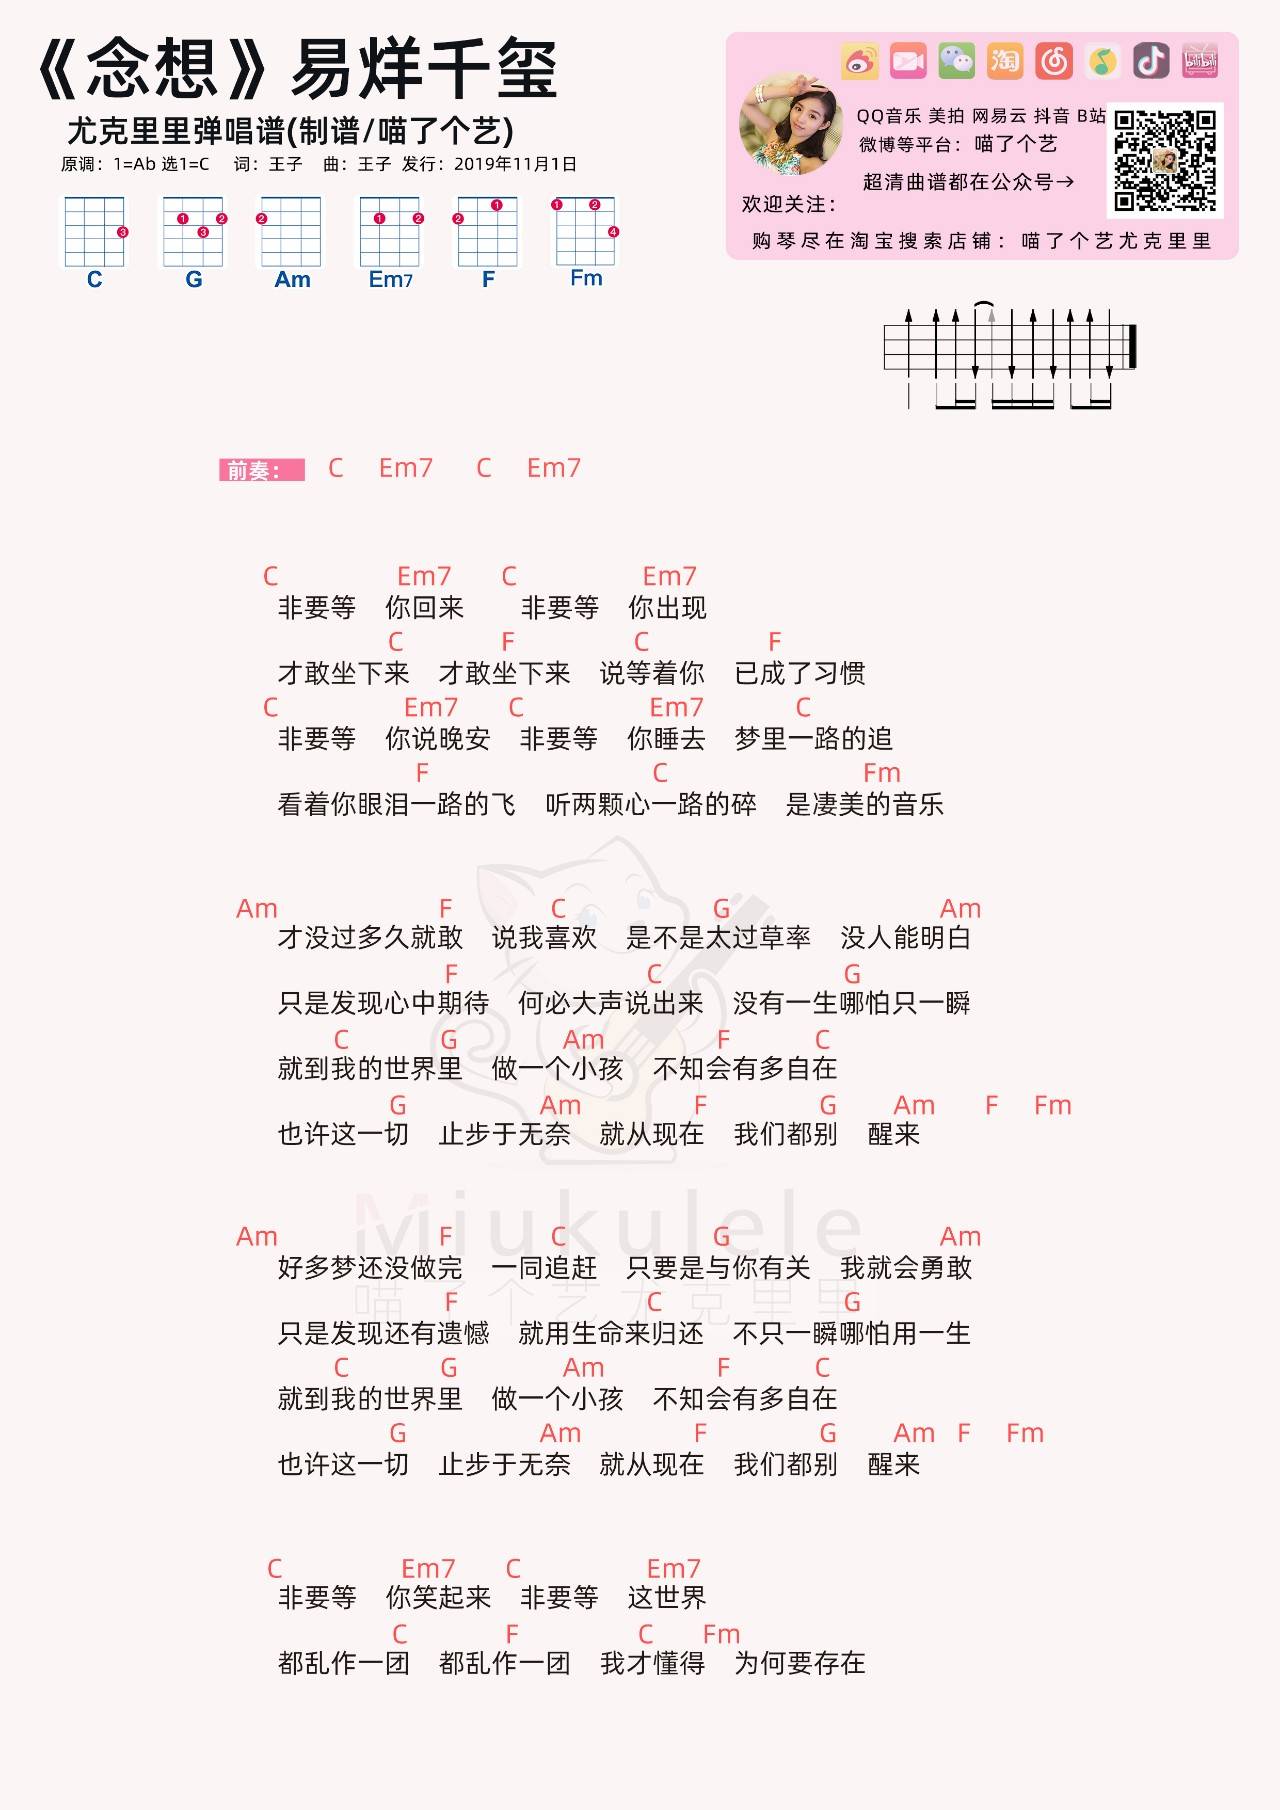 《念想》易烊千玺
尤克里里弹唱谱(制谱/喵了个艺)
原调：1=Ab 选1=C 词：王子 曲：王子 发行：2019年11月1日
C G Am Em7 F Fm
淘 bilibili
QQ音乐 美拍 网易云 抖音 B站
微博等平台：喵了个艺
超清曲谱都在公众号→
欢迎关注：
购琴尽在淘宝搜索店铺：喵了个艺尤克里里
前奏： C Em7 C Em7
C Em7 C Em7
非要等 你回来 非要等 你出现
C F C F
才敢坐下来 才敢坐下来 说等着你 已成了习惯
C Em7 C Em7 C
非要等 你说晚安 非要等 你睡去 梦里一路的追
F C Fm
看着你眼泪一路的飞 听两颗心一路的碎 是凄美的音乐
Am F C G Am
才没过多久就敢 说我喜欢 是不是太过草率 没人能明白
F C G
只是发现心中期待 何必大声说出来 没有一生哪怕只一瞬
C G Am F C
就到我的世界里 做一个小孩 不知会有多自在
G Am F G Am F Fm
也许这一切 止步于无奈 就从现在 我们都别 醒来
Miukulele
Am F C G Am
好多梦还没做完 一同追赶 只要是与你有关 我就会勇敢
喵了个艺尤克里里
F C G
只是发现还有遗憾 就用生命来归还 不只一瞬哪怕用一生
C G Am F C
就到我的世界里 做一个小孩 不知会有多自在
G Am F G Am F Fm
也许这一切 止步于无奈 就从现在 我们都别 醒来
C Em7 C Em7
非要等 你笑起来 非要等 这世界
C F C Fm
都乱作一团 都乱作一团 我才懂得 为何要存在